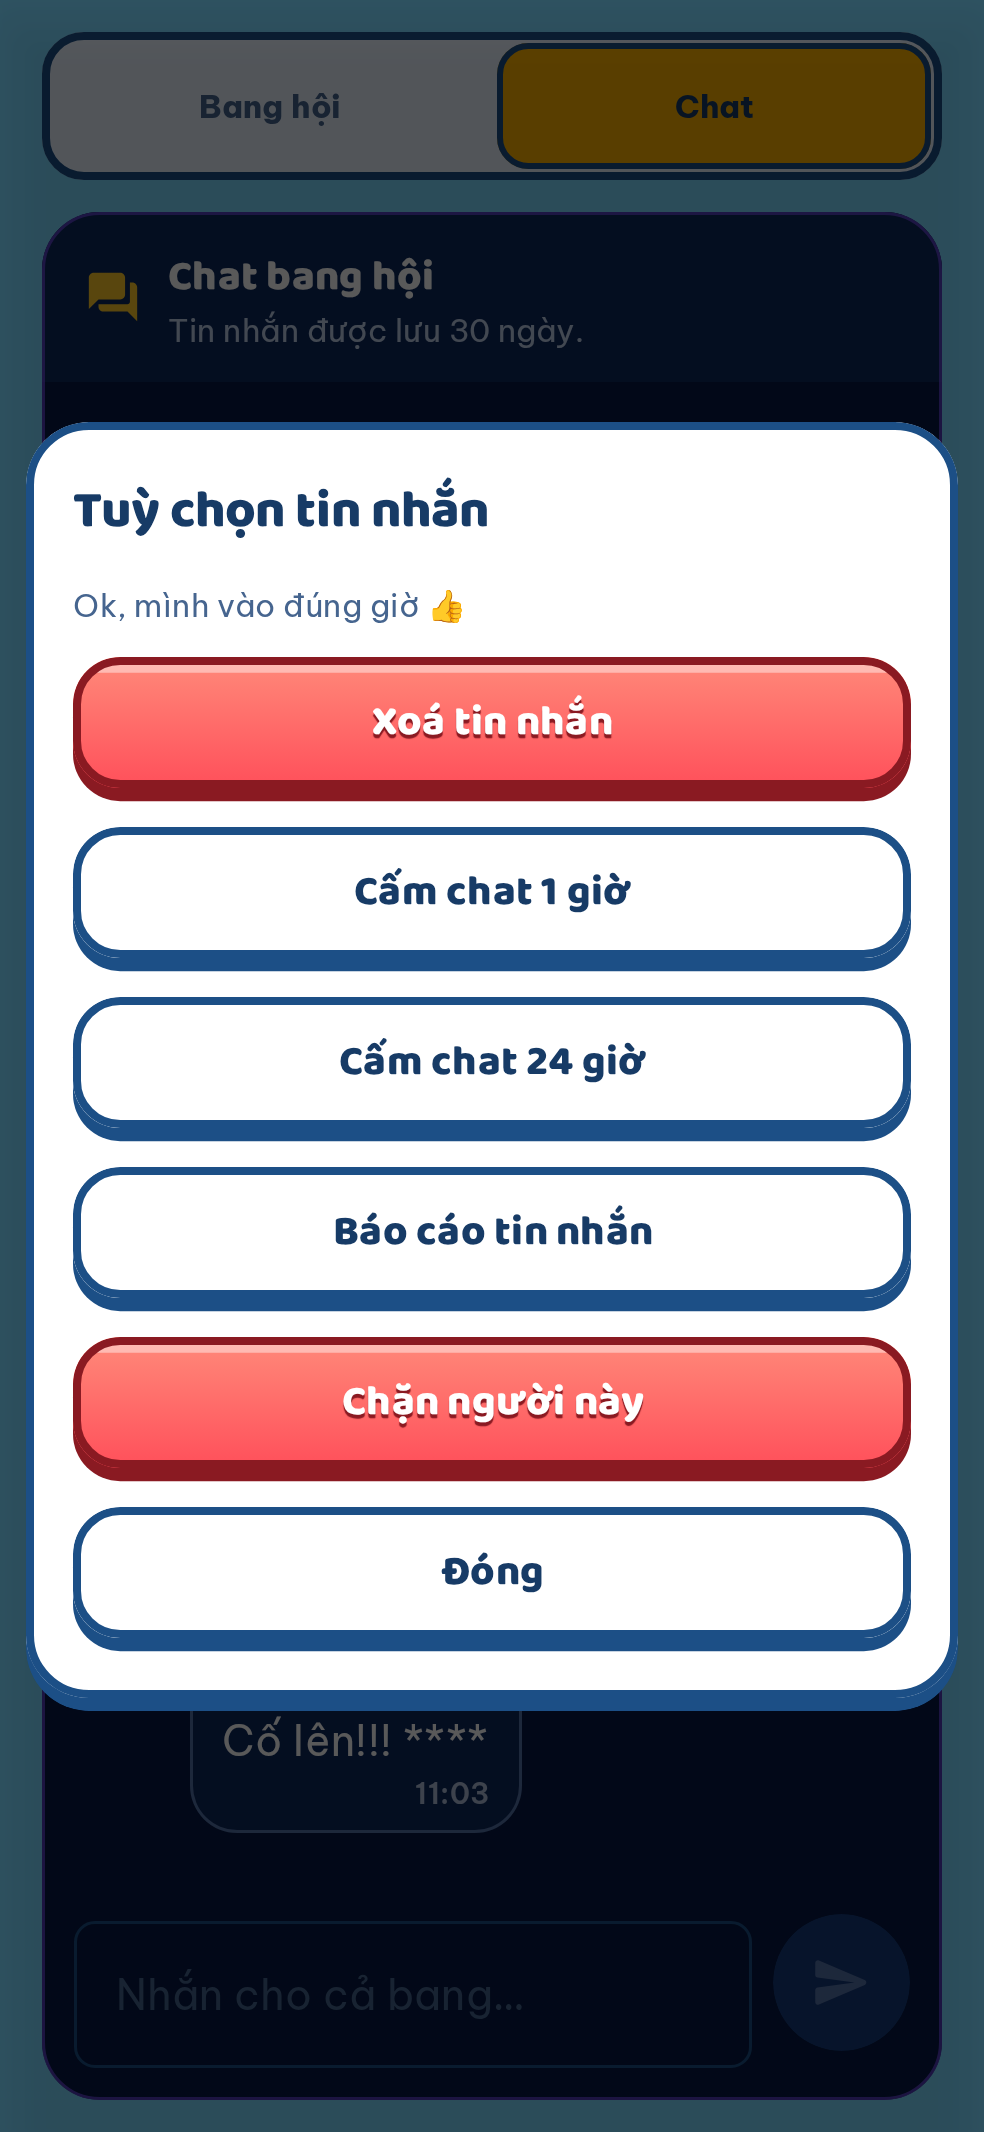 Bang hội
Chat
Chat bang hội
Tin nhắn được lưu 30 ngày.
Tuỳ chọn tin nhắn
Ok, mình vào đúng giờ 👍
Xoá tin nhắn
Cấm chat 1 giờ
Cấm chat 24 giờ
Báo cáo tin nhắn
Chặn người này
Đóng
Cố lên!!! ****
11:03
Nhắn cho cả bang...